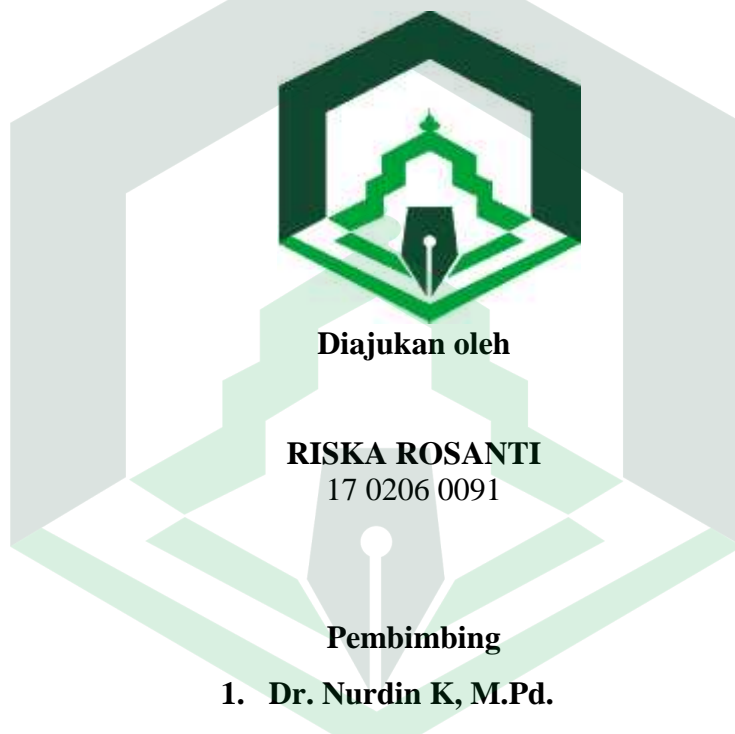 Diajukan oleh
RISKA ROSANTI
17 0206 0091
Pembimbing
1. Dr. Nurdin K, M.Pd.